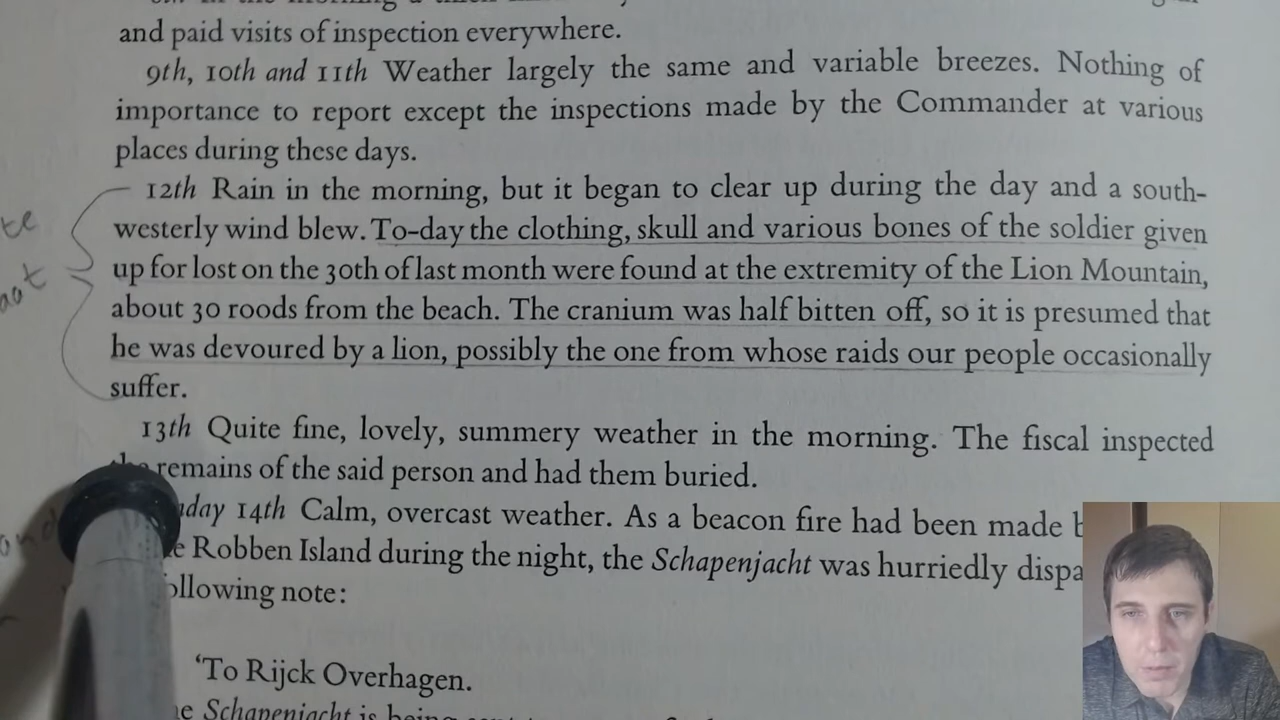 and paid visits of inspection everywhere.
9th, 10th and 11th Weather largely the same and variable breezes. Nothing of
importance to report except the inspections made by the Commander at various
places during these days.
12th Rain in the morning, but it began to clear up during the day and a south-
westerly wind blew. To-day the clothing, skull and various bones of the soldier given
up for lost on the 30th of last month were found at the extremity of the Lion Mountain,
about 30 roods from the beach. The cranium was half bitten off, so it is presumed that
he was devoured by a lion, possibly the one from whose raids our people occasionally
suffer.
13th Quite fine, lovely, summery weather in the morning. The fiscal inspected
the remains of the said person and had them buried.
14th Calm, overcast weather. As a beacon fire had been made
Robben Island during the night, the Schapenjacht was hurriedly
following note:
‘To Rijck Overhagen.
Schapenjacht is being